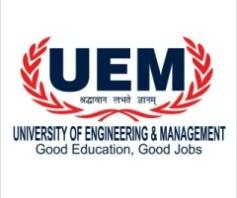 UEM
श्रद्धावान लभते ज्ञानम्
UNIVERSITY OF ENGINEERING & MANAGEMENT
Good Education, Good Jobs